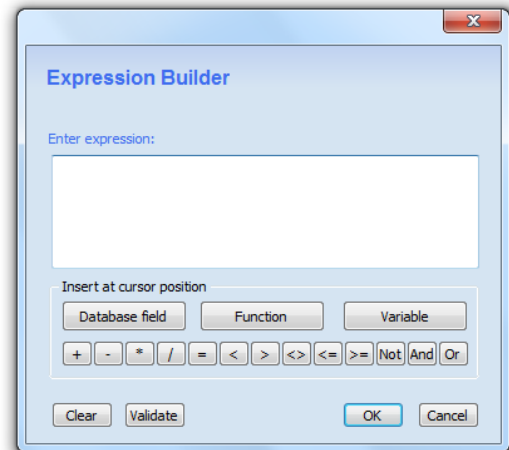 Expression Builder
Enter expression:
Insert at cursor position
Database field Function Variable
+ - * / = < > <> <= >= Not And Or
Clear Validate OK Cancel